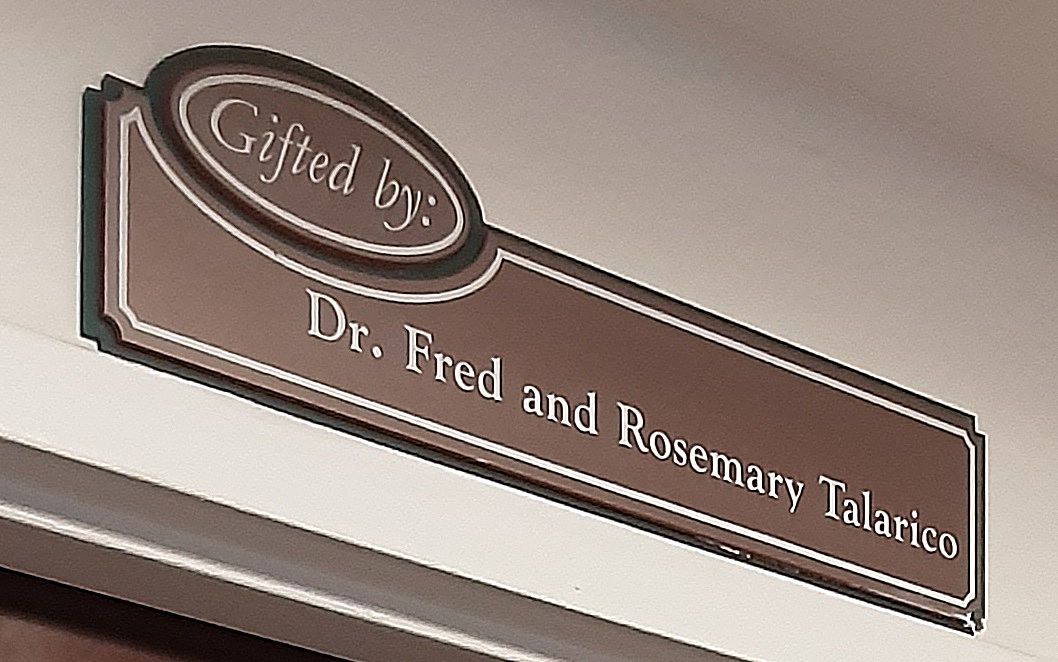 Gifted by:
Dr. Fred and Rosemary Talarico